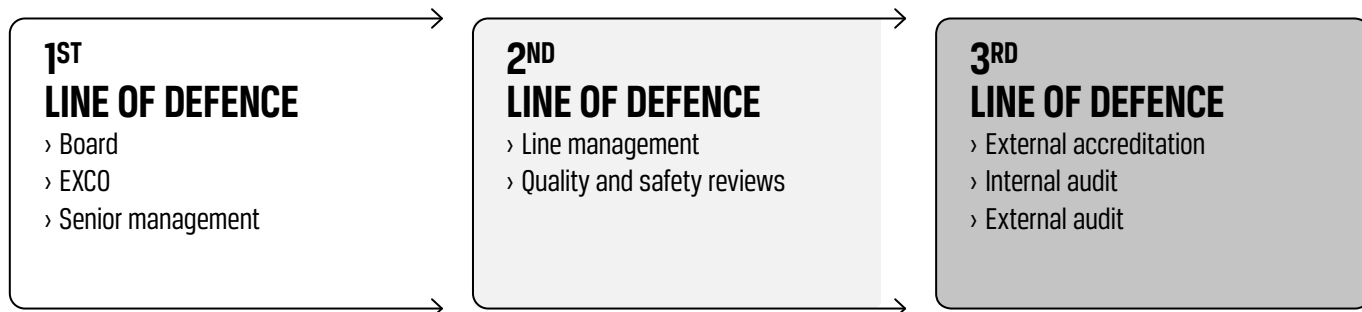 1ST
LINE OF DEFENCE
› Board
› EXCO
› Senior management
2ND
LINE OF DEFENCE
› Line management
› Quality and safety reviews
3RD
LINE OF DEFENCE
› External accreditation
› Internal audit
› External audit